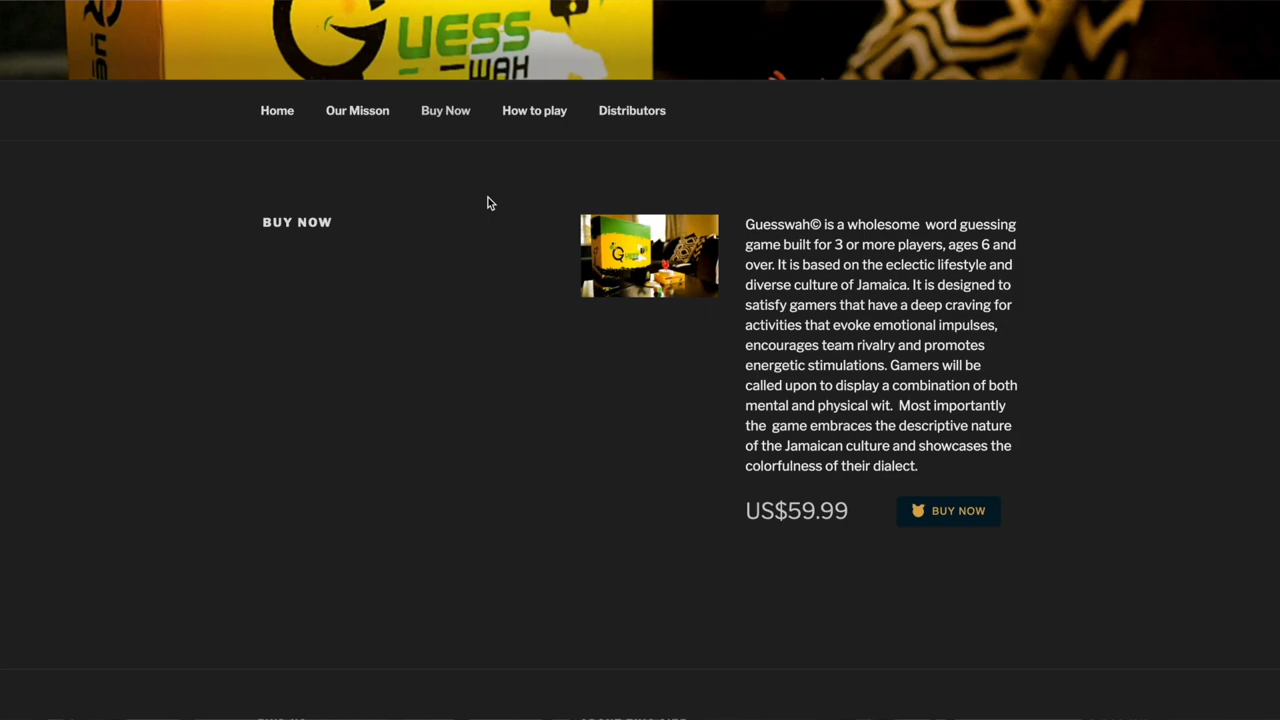 GUESS
WAH
Home Our Misson Buy Now How to play Distributors
BUY NOW
Guesswah© is a wholesome word guessing
game built for 3 or more players, ages 6 and
over. It is based on the eclectic lifestyle and
diverse culture of Jamaica. It is designed to
satisfy gamers that have a deep craving for
activities that evoke emotional impulses,
encourages team rivalry and promotes
energetic stimulations. Gamers will be
called upon to display a combination of both
mental and physical wit. Most importantly
the game embraces the descriptive nature
of the Jamaican culture and showcases the
colorfulness of their dialect.
US$59.99 BUY NOW